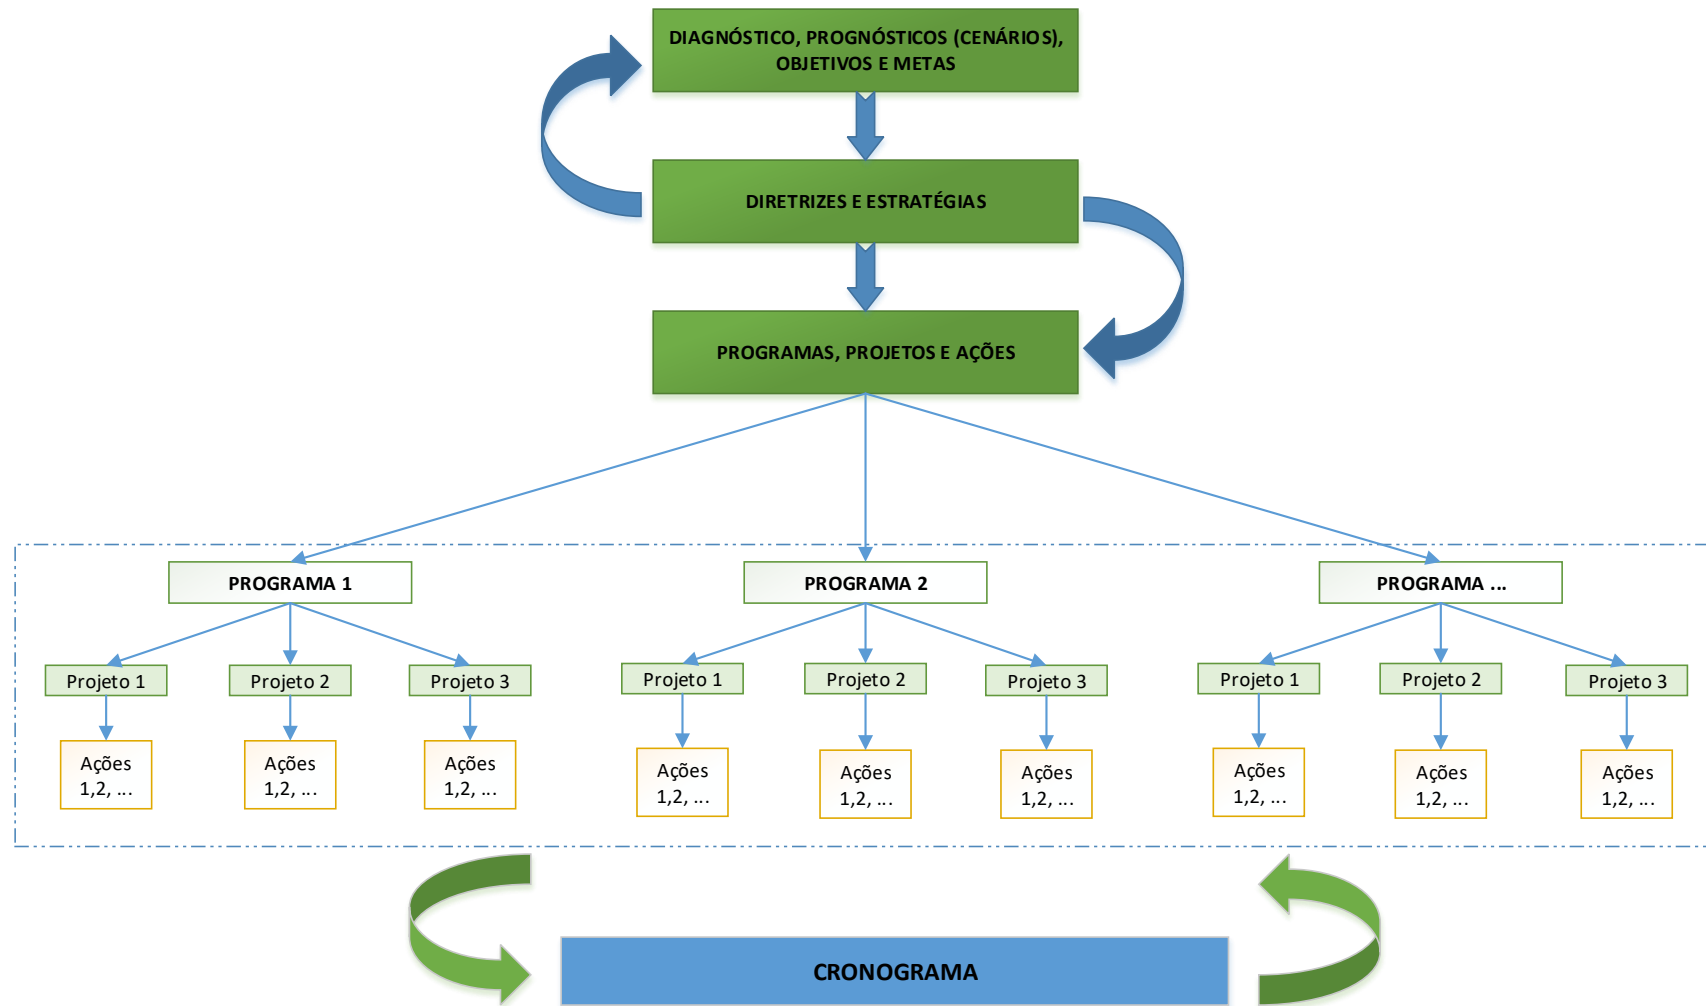 DIAGNÓSTICO, PROGNÓSTICOS (CENÁRIOS),
OBJETIVOS E METAS
DIRETRIZES E ESTRATÉGIAS
PROGRAMAS, PROJETOS E AÇÕES
PROGRAMA 1
PROGRAMA 2
PROGRAMA ...
Projeto 1
Projeto 2
Projeto 3
Projeto 1
Projeto 2
Projeto 3
Projeto 1
Projeto 2
Projeto 3
Ações
1,2, ...
Ações
1,2, ...
Ações
1,2, ...
Ações
1,2, ...
Ações
1,2, ...
Ações
1,2, ...
Ações
1,2, ...
Ações
1,2, ...
Ações
1,2, ...
CRONOGRAMA